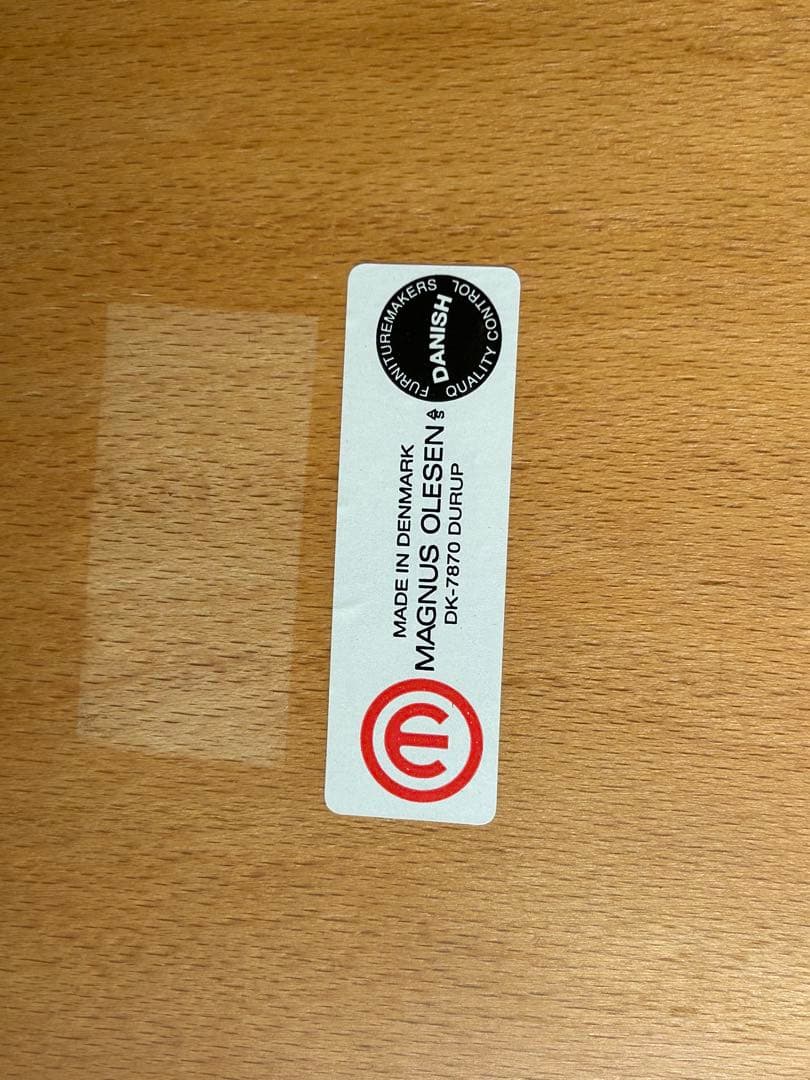 MADE IN DENMARK
MAGNUS OLESEN A/S
DK-7870 DURUP
FURNITUREMAKERS
DANISH
QUALITY CONTROL